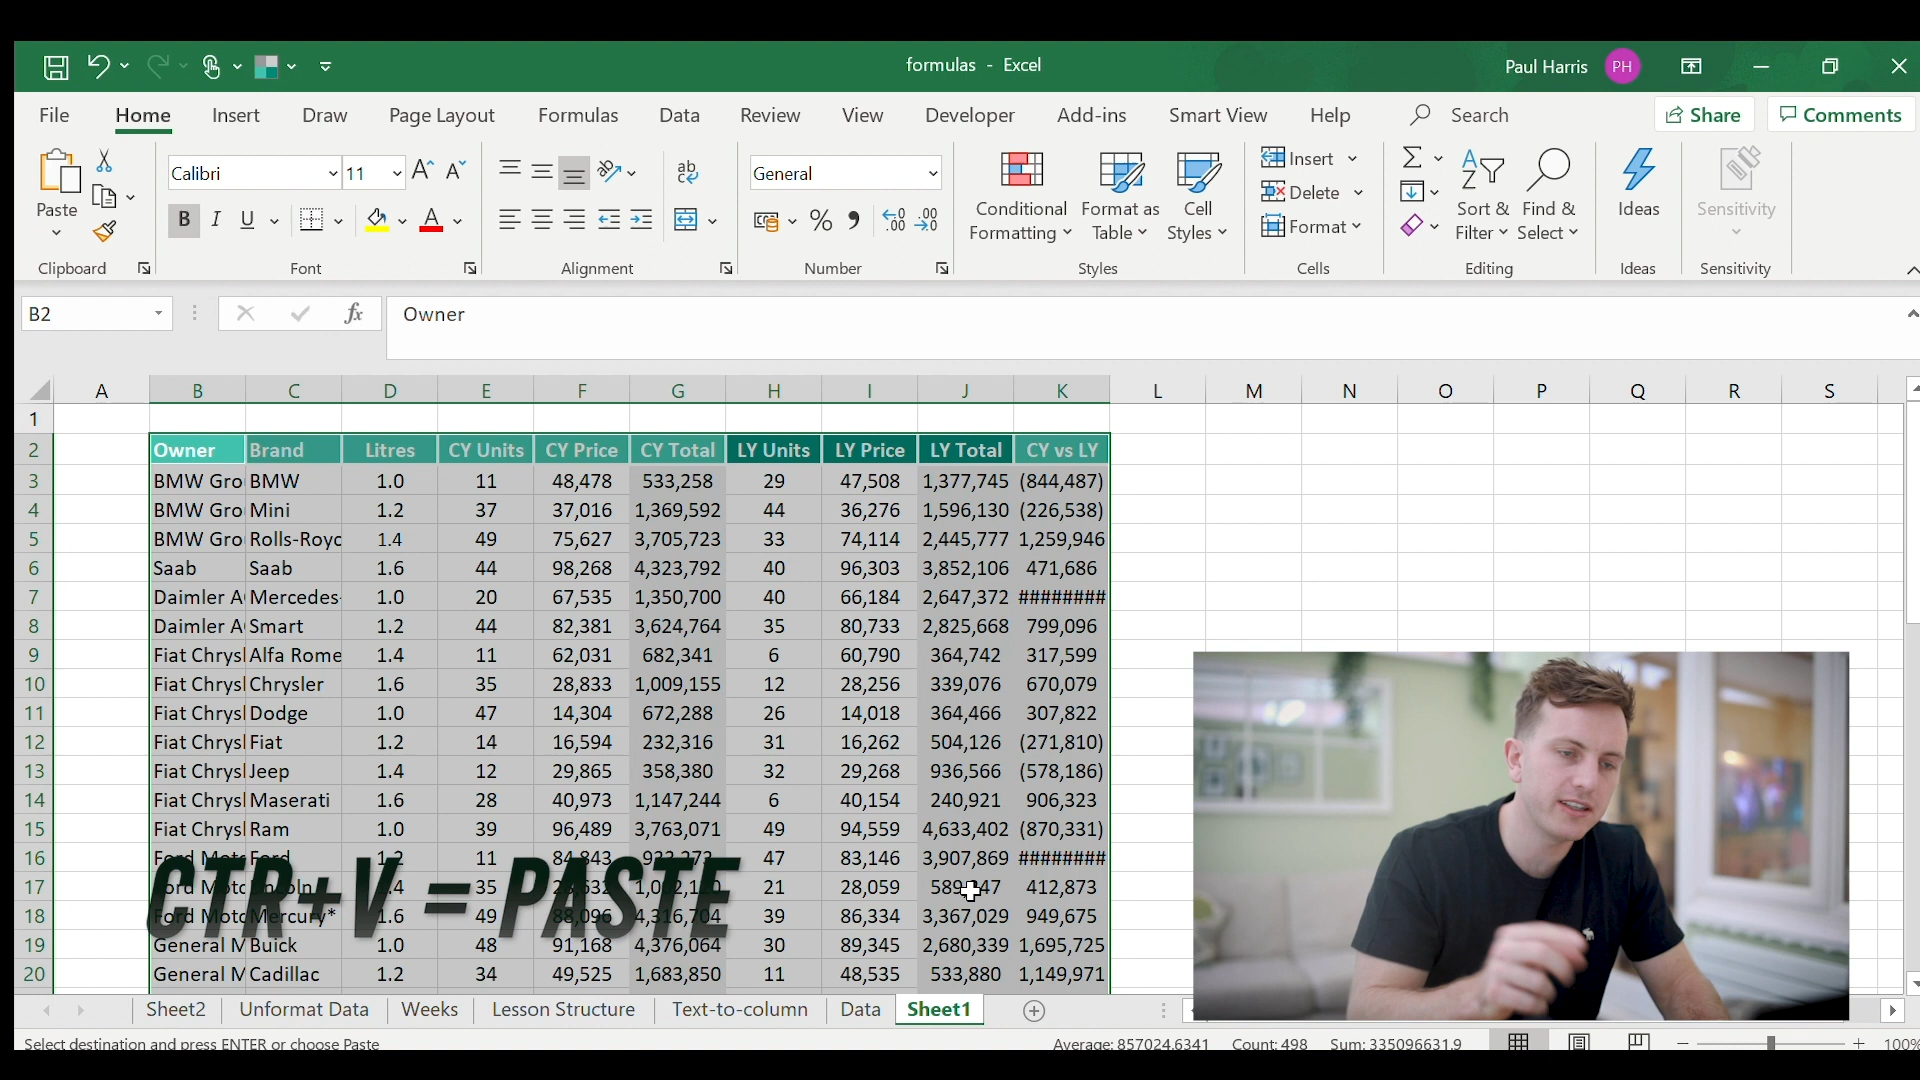 formulas - Excel
Paul Harris PH
File Home Insert Draw Page Layout Formulas Data Review View Developer Add-ins Smart View Help Search Share Comments
Calibri 11 General
Paste
B I U
Conditional Formatting Format as Table Cell Styles
Insert
Delete
Format
Sort & Filter Find & Select
Ideas
Sensitivity
Clipboard Font Alignment Number Styles Cells Editing Ideas Sensitivity
B2 fx Owner
A B C D E F G H I J K L M N O P Q R S
1
2 Owner Brand Litres CY Units CY Price CY Total LY Units LY Price LY Total CY vs LY
3 BMW Gro BMW 1.0 11 48,478 533,258 29 47,508 1,377,745 (844,487)
4 BMW Gro Mini 1.2 37 37,016 1,369,592 44 36,276 1,596,130 (226,538)
5 BMW Gro Rolls-Royc 1.4 49 75,627 3,705,723 33 74,114 2,445,777 1,259,946
6 Saab Saab 1.6 44 98,268 4,323,792 40 96,303 3,852,106 471,686
7 Daimler A Mercedes- 1.0 20 67,535 1,350,700 40 66,184 2,647,372 ########
8 Daimler A Smart 1.2 44 82,381 3,624,764 35 80,733 2,825,668 799,096
9 Fiat Chrysl Alfa Rome 1.4 11 62,031 682,341 6 60,790 364,742 317,599
10 Fiat Chrysl Chrysler 1.6 35 28,833 1,009,155 12 28,256 339,076 670,079
11 Fiat Chrysl Dodge 1.0 47 14,304 672,288 26 14,018 364,466 307,822
12 Fiat Chrysl Fiat 1.2 14 16,594 232,316 31 16,262 504,126 (271,810)
13 Fiat Chrysl Jeep 1.4 12 29,865 358,380 32 29,268 936,566 (578,186)
14 Fiat Chrysl Maserati 1.6 28 40,973 1,147,244 6 40,154 240,921 906,323
15 Fiat Chrysl Ram 1.0 39 96,489 3,763,071 49 94,559 4,633,402 (870,331)
16 Ford Moto Ford 1.2 11 84,843 933,273 47 83,146 3,907,869 ########
17 Ford Moto Lincoln 1.4 35 21 28,059 412,873
18 Ford Moto Mercury* 1.6 49 88,096 4,316,704 39 86,334 3,367,029 949,675
19 General M Buick 1.0 48 91,168 4,376,064 30 89,345 2,680,339 1,695,725
20 General M Cadillac 1.2 34 49,525 1,683,850 11 48,535 533,880 1,149,971
CTR+V = PASTE
Sheet2 Unformat Data Weeks Lesson Structure Text-to-column Data Sheet1
Select destination and press ENTER or choose Paste Average: 857024.6341 Count: 498 Sum: 335096631.9 100%